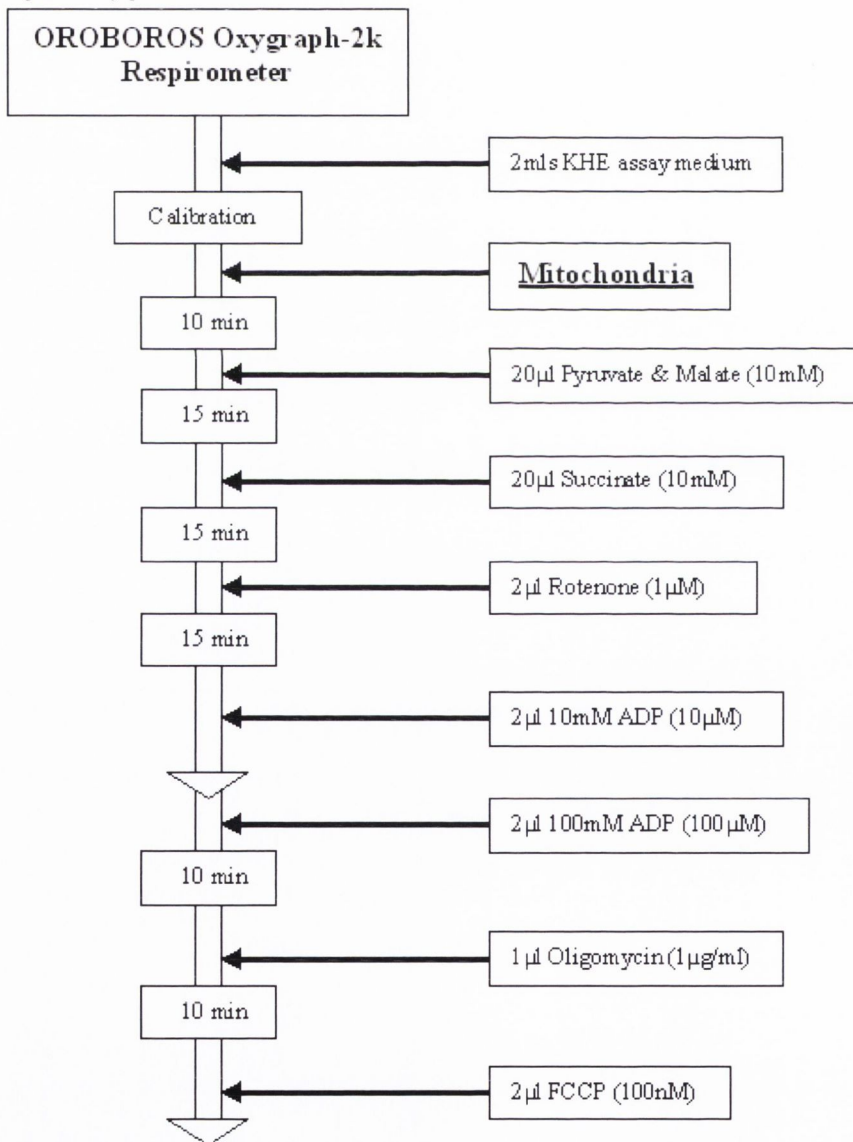 OROBOROS Oxygraph-2k
Respirometer
2mls KHE assay medium
Calibration
Mitochondria
10 min
20µl Pyruvate & Malate (10mM)
15 min
20µl Succinate (10mM)
15 min
2µl Rotenone (1µM)
15 min
2µl 10mM ADP (10µM)
2µl 100mM ADP (100µM)
10 min
1µl Oligomycin (1µg/ml)
10 min
2µl FCCP (100nM)